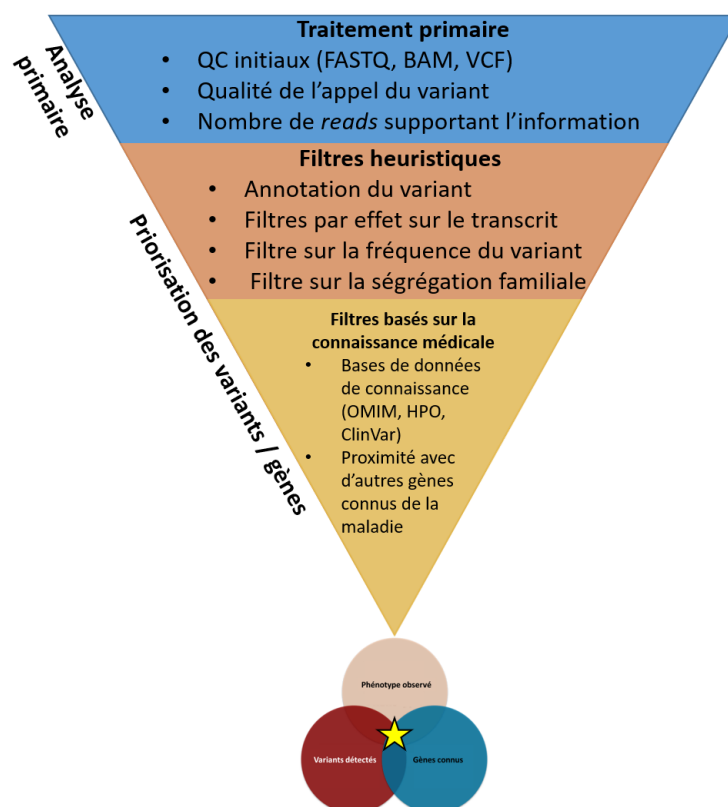 Traitement primaire
• QC initiaux (FASTQ, BAM, VCF)
• Qualité de l'appel du variant
• Nombre de reads supportant l'information
Analyse
primaire
Filtres heuristiques
• Annotation du variant
• Filtres par effet sur le transcrit
• Filtre sur la fréquence du variant
• Filtre sur la ségrégation familiale
Priorisation des variants / gènes
Filtres basés sur la
connaissance médicale
• Bases de données
de connaissance
(OMIM, HPO,
ClinVar)
• Proximité avec
d'autres gènes
connus de la
maladie
Phénotype observé
Variants détectés
Gènes connus